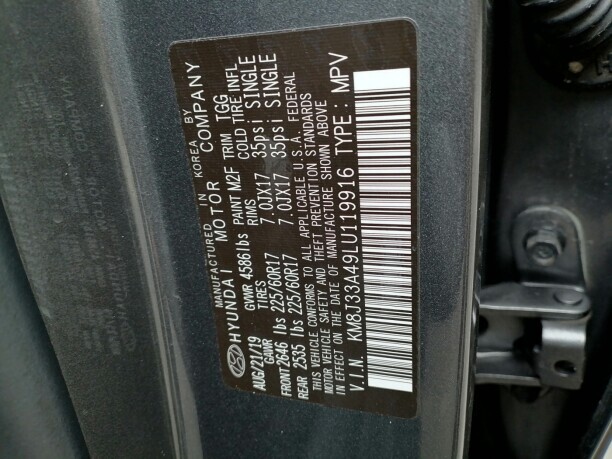 MANUFACTURED IN KOREA BY
HYUNDAI MOTOR COMPANY
AUG/21/19 GVWR 4586lbs PAINT M2F TRIM TGG
GAWR TIRES RIMS COLD TIRE INFL
FRONT 2646 lbs 225/60R17 7.0JX17 35psi SINGLE
REAR 2535 lbs 225/60R17 7.0JX17 35psi SINGLE
THIS VEHICLE CONFORMS TO ALL APPLICABLE U.S.A. FEDERAL
MOTOR VEHICLE SAFETY AND THEFT PREVENTION STANDARDS
IN EFFECT ON THE DATE OF MANUFACTURE SHOWN ABOVE
V.I.N. KM8J33A49LU119916 TYPE : MPV